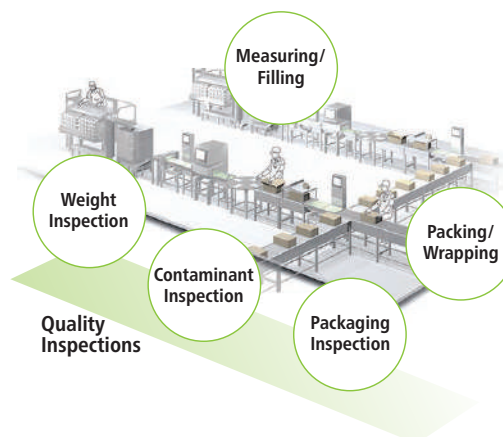 Measuring/
Filling
Weight
Inspection
Contaminant
Inspection
Packing/
Wrapping
Packaging
Inspection
Quality
Inspections